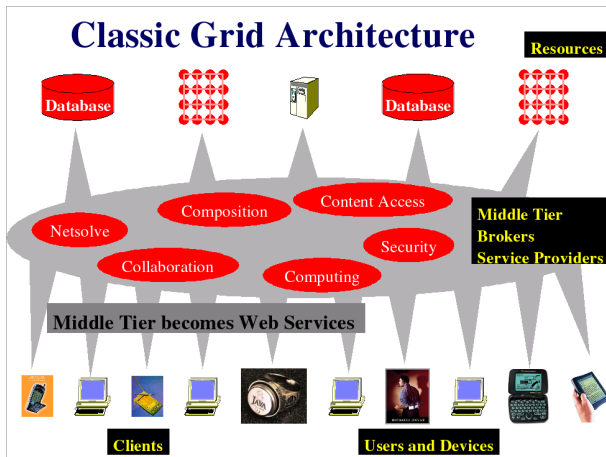 Classic Grid Architecture
Resources
Database
Database
Content Access
Composition
Netsolve
Security
Collaboration
Computing
Middle Tier
Brokers
Service Providers
Middle Tier becomes Web Services
JAVA
Clients
Users and Devices